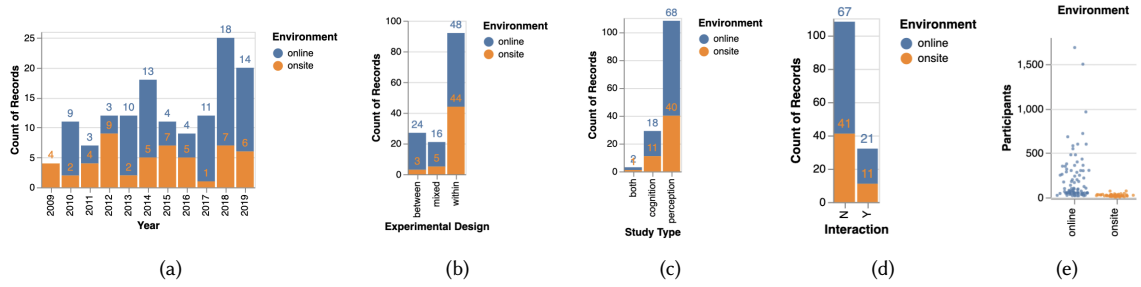 Environment
online
onsite
Count of Records
25
20
15
10
5
0
4
9
2
3
4
3
9
10
2
13
5
4
7
4
5
11
1
18
7
14
6
2009
2010
2011
2012
2013
2014
2015
2016
2017
2018
2019
Year
(a)
Environment
online
onsite
Count of Records
100
80
60
40
20
0
24
3
16
5
48
44
between
mixed
within
Experimental Design
(b)
Environment
online
onsite
Count of Records
100
80
60
40
20
0
2
18
11
68
40
both
cognition
perception
Study Type
(c)
Environment
online
onsite
Count of Records
100
80
60
40
20
0
67
41
21
11
N
Y
Interaction
(d)
Environment
Participants
1,500
1,000
500
0
online
onsite
(e)